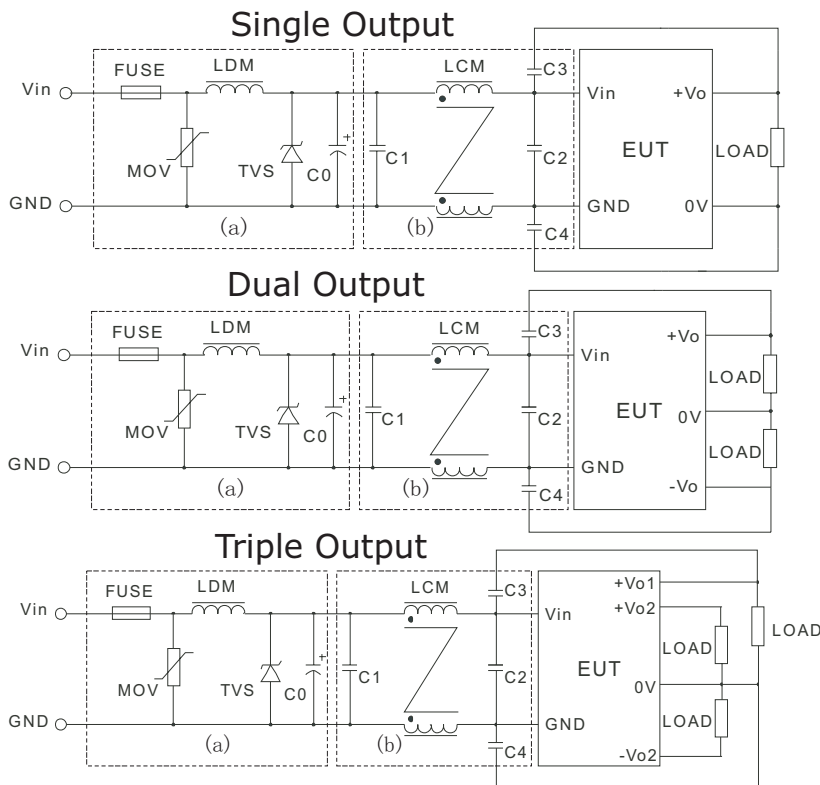 Single Output
FUSE LDM LCM C3
Vin Vin +Vo
MOV TVS C0 + C1 C2 EUT LOAD
GND (a) (b) GND 0V
C4
Dual Output
FUSE LDM LCM C3
Vin Vin +Vo
LOAD
MOV TVS C0 + C1 C2 EUT 0V
LOAD
GND (a) (b) GND
C4 -Vo
Triple Output
FUSE LDM LCM C3 +Vo1
Vin Vin +Vo2
LOAD
LOAD
MOV TVS C0 + C1 C2 EUT 0V
LOAD
GND (a) (b) GND
C4 -Vo2